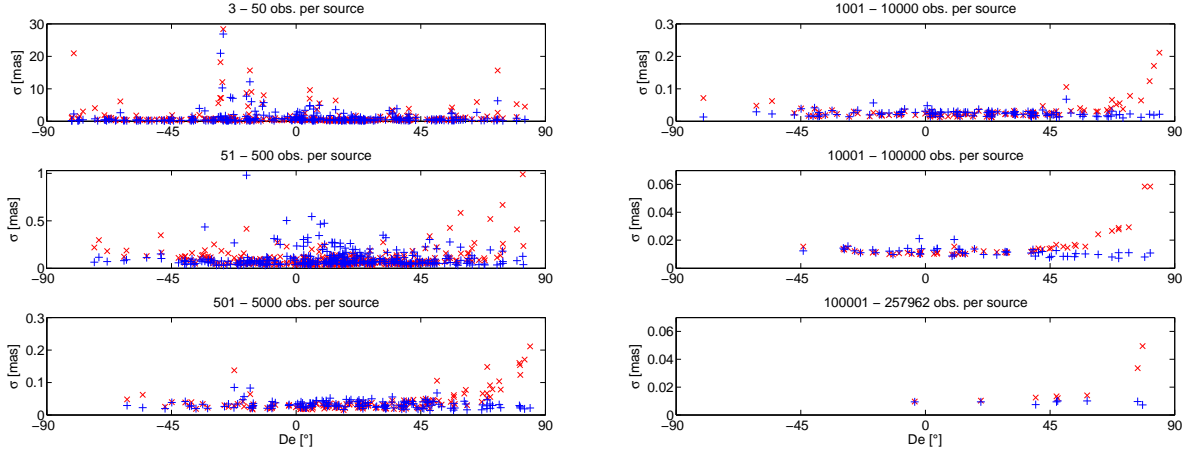 3 − 50 obs. per source
30
20
10
0
σ [mas]
−90 −45 0 45 90
51 − 500 obs. per source
1
0.5
0
σ [mas]
−90 −45 0 45 90
501 − 5000 obs. per source
0.3
0.2
0.1
0
σ [mas]
−90 −45 0 45 90
De [°]
1001 − 10000 obs. per source
0.3
0.2
0.1
0
σ [mas]
−90 −45 0 45 90
10001 − 100000 obs. per source
0.06
0.04
0.02
0
σ [mas]
−90 −45 0 45 90
100001 − 257962 obs. per source
0.06
0.04
0.02
0
σ [mas]
−90 −45 0 45 90
De [°]